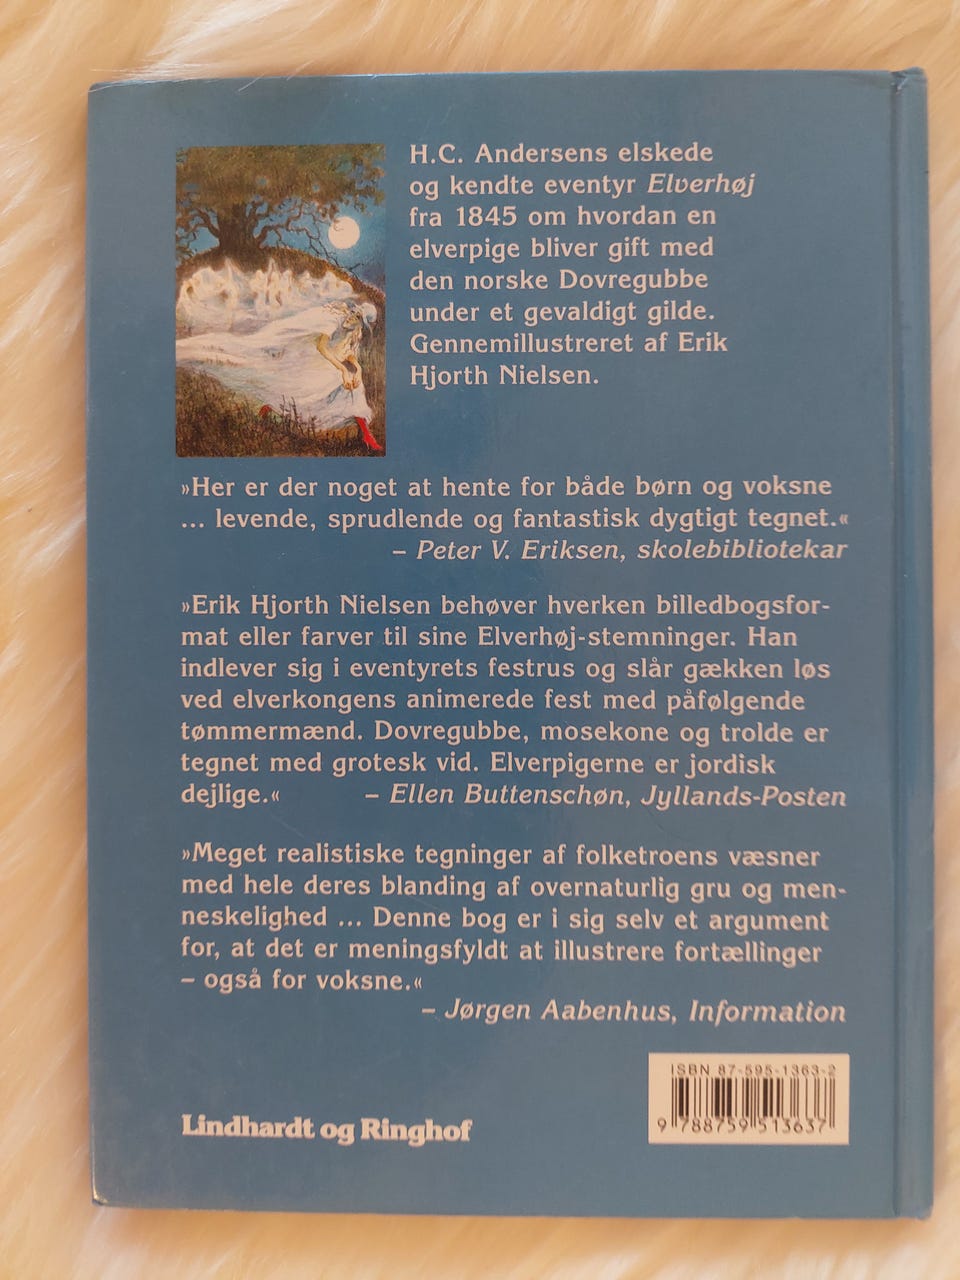 H.C. Andersens elskede
og kendte eventyr Elverhøj
fra 1845 om hvordan en
elverpige bliver gift med
den norske Dovregubbe
under et gevaldigt gilde.
Gennemillustreret af Erik
Hjorth Nielsen.
»Her er der noget at hente for både børn og voksne
... levende, sprudlende og fantastisk dygtigt tegnet.«
– Peter V. Eriksen, skolebibliotekar
»Erik Hjorth Nielsen behøver hverken billedbogsfor-
mat eller farver til sine Elverhøj-stemninger. Han
indlever sig i eventyrets festrus og slår gækken løs
ved elverkongens animerede fest med påfølgende
tømmermænd. Dovregubbe, mosekone og trolde er
tegnet med grotesk vid. Elverpigerne er jordisk
dejlige.« – Ellen Buttenschøn, Jyllands-Posten
»Meget realistiske tegninger af folketroens væsner
med hele deres blanding af overnaturlig gru og men-
neskelighed ... Denne bog er i sig selv et argument
for, at det er meningsfyldt at illustrere fortællinger
– også for voksne.«
– Jørgen Aabenhus, Information
ISBN 87-595-1363-2
9 788759 513637
Lindhardt og Ringhof